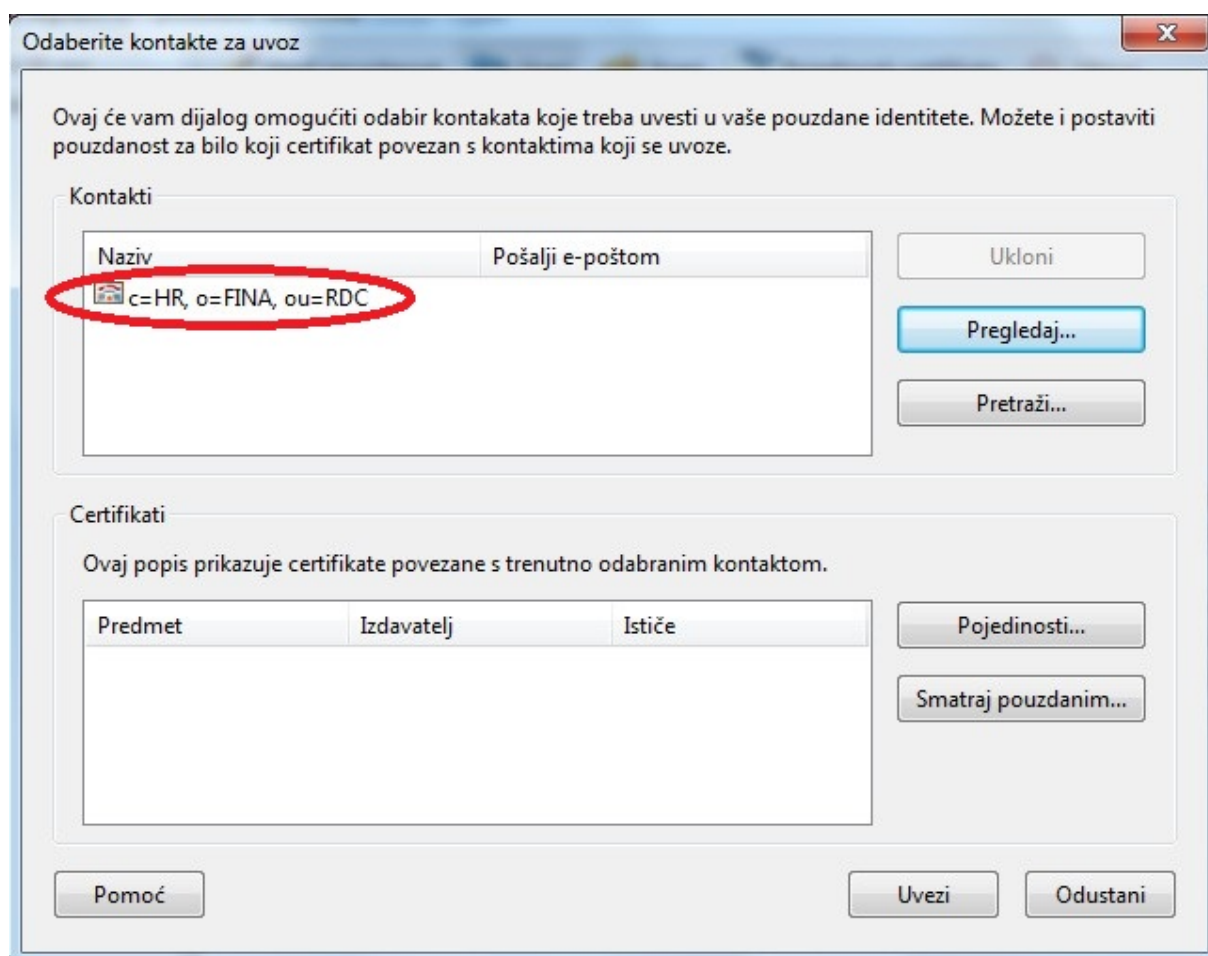 Odaberite kontakte za uvoz
Ovaj će vam dijalog omogućiti odabir kontakata koje treba uvesti u vaše pouzdane identitete. Možete i postaviti
pouzdanost za bilo koji certifikat povezan s kontaktima koji se uvoze.
Kontakti
Naziv Pošalji e-poštom
c=HR, o=FINA, ou=RDC
Ukloni
Pregledaj...
Pretraži...
Certifikati
Ovaj popis prikazuje certifikate povezane s trenutno odabranim kontaktom.
Predmet Izdavatelj Ističe
Pojedinosti...
Smatraj pouzdanim...
Pomoć Uvezi Odustani